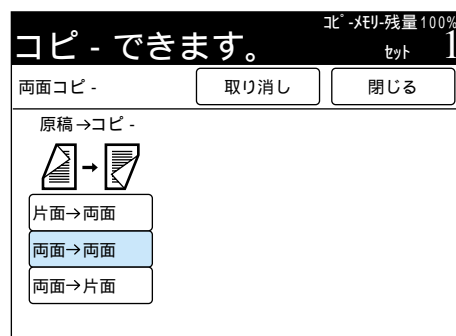 ｺﾋﾟ-ﾒﾓﾘ-残量100%
コピ-できます。
ｾｯﾄ 1
両面コピ-
取り消し
閉じる
原稿→コピ-
片面→両面
両面→両面
両面→片面